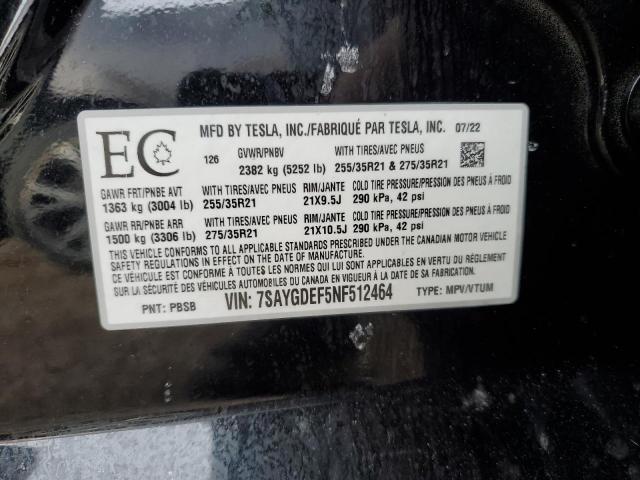 EC
MFD BY TESLA, INC./FABRIQUÉ PAR TESLA, INC. 07/22
126 GVWR/PNBV WITH TIRES/AVEC PNEUS
2382 kg (5252 lb) 255/35R21 & 275/35R21
GAWR FRT/PNBE AVT WITH TIRES/AVEC PNEUS RIM/JANTE COLD TIRE PRESSURE/PRESSION DES PNEUS À FROID
1363 kg (3004 lb) 255/35R21 21X9.5J 290 kPa, 42 psi
GAWR RR/PNBE ARR WITH TIRES/AVEC PNEUS RIM/JANTE COLD TIRE PRESSURE/PRESSION DES PNEUS À FROID
1500 kg (3306 lb) 275/35R21 21X10.5J 290 kPa, 42 psi
THIS VEHICLE CONFORMS TO ALL APPLICABLE STANDARDS PRESCRIBED UNDER THE CANADIAN MOTOR VEHICLE
SAFETY REGULATIONS IN EFFECT ON THE DATE OF MANUFACTURE.
CE VÉHICULE EST CONFORME À TOUTES LES NORMES QUI LUI SONT APPLICABLES EN VERTU DU RÈGLEMENT SUR
LA SÉCURITÉ DES VÉHICULES AUTOMOBILES DU CANADA EN VIGUEUR À LA DATE DE SA FABRICATION.
PNT: PBSB VIN: 7SAYGDEF5NF512464 TYPE: MPV/VTUM